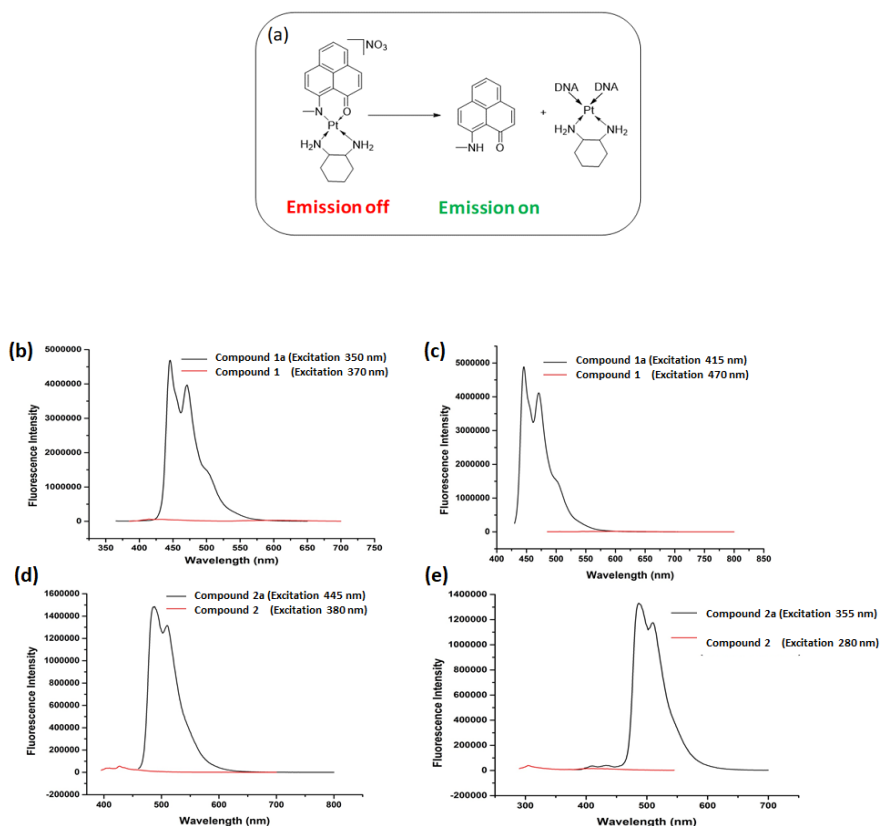 (a)
NO3
N
O
Pt
H2N
NH2
NH
O
+
DNA DNA
Pt
H2N
NH2
Emission off
Emission on
(b)
Compound 1a (Excitation 350 nm)
Compound 1 (Excitation 370 nm)
Fluorescence Intensity
5000000
4000000
3000000
2000000
1000000
0
350 400 450 500 550 600 650 700 750
Wavelength (nm)
(c)
Compound 1a (Excitation 415 nm)
Compound 1 (Excitation 470 nm)
Fluorescence Intensity
5000000
4000000
3000000
2000000
1000000
0
400 450 500 550 600 650 700 750 800 850
Wavelength (nm)
(d)
Compound 2a (Excitation 445 nm)
Compound 2 (Excitation 380 nm)
Fluorescence Intensity
1600000
1400000
1200000
1000000
800000
600000
400000
200000
0
-200000
400 500 600 700 800
Wavelength (nm)
(e)
Compound 2a (Excitation 355 nm)
Compound 2 (Excitation 280 nm)
Fluorescence Intensity
1400000
1200000
1000000
800000
600000
400000
200000
0
-200000
300 400 500 600 700
Wavelength (nm)